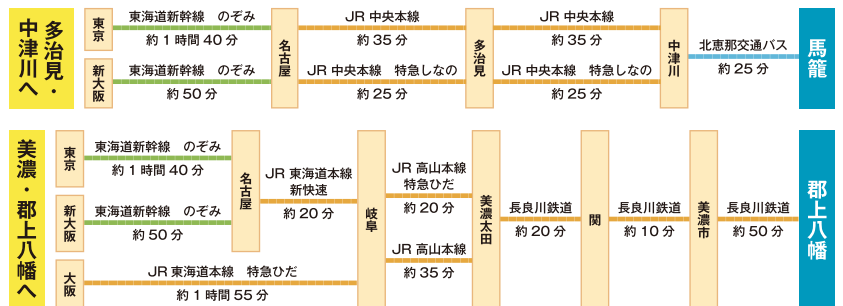 多治見・
中津川へ
東京
東海道新幹線 のぞみ
約1時間40分
新大阪
東海道新幹線 のぞみ
約50分
名古屋
JR 中央本線
約35分
JR 中央本線 特急しなの
約25分
多治見
JR 中央本線
約35分
JR 中央本線 特急しなの
約25分
中津川
北恵那交通バス
約25分
馬籠
美濃・郡上八幡へ
東京
東海道新幹線 のぞみ
約1時間40分
新大阪
東海道新幹線 のぞみ
約50分
名古屋
JR 東海道本線
新快速
約20分
大阪
JR 東海道本線 特急ひだ
約1時間55分
岐阜
JR 高山本線
特急ひだ
約20分
JR 高山本線
約35分
美濃太田
長良川鉄道
約20分
関
長良川鉄道
約10分
美濃市
長良川鉄道
約50分
郡上八幡